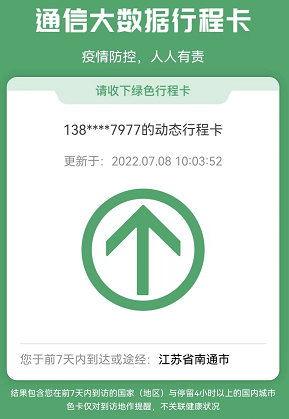 通信大数据行程卡
疫情防控，人人有责
请收下绿色行程卡
138****7977的动态行程卡
更新于：2022.07.08 10:03:52
您于前7天内到达或途经：江苏省南通市
结果包含您在前7天内到访的国家（地区）与停留4小时以上的国内城市
色卡仅对到访地作提醒，不关联健康状况